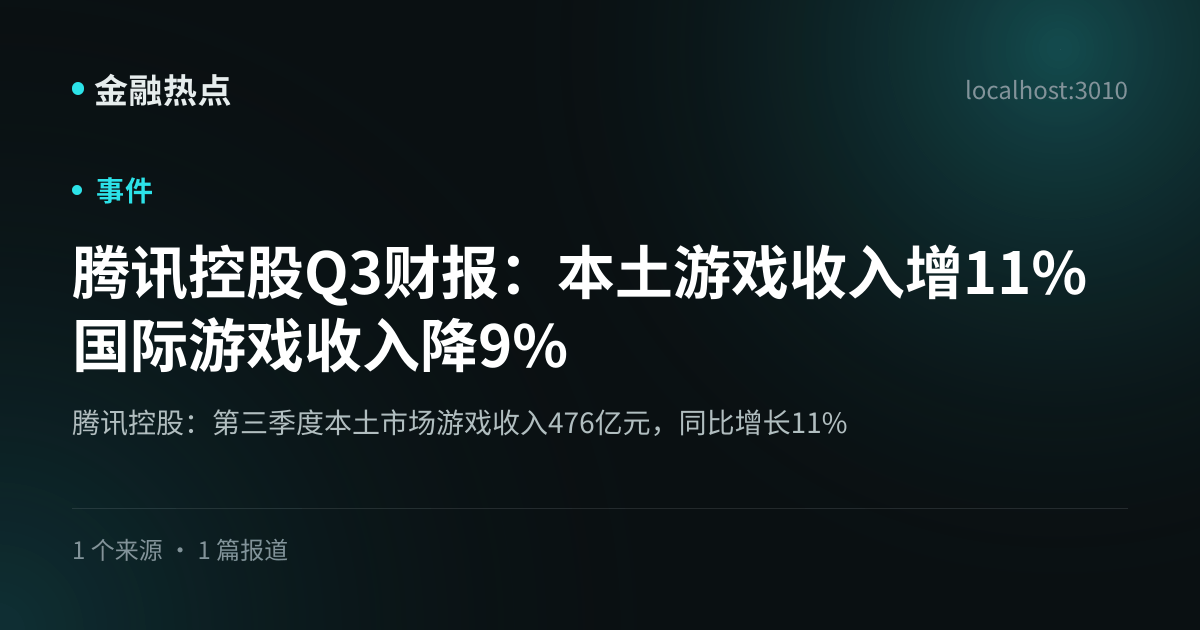 金融热点
localhost:3010
事件
腾讯控股Q3财报：本土游戏收入增11%
国际游戏收入降9%
腾讯控股：第三季度本土市场游戏收入476亿元，同比增长11%
1 个来源 · 1 篇报道